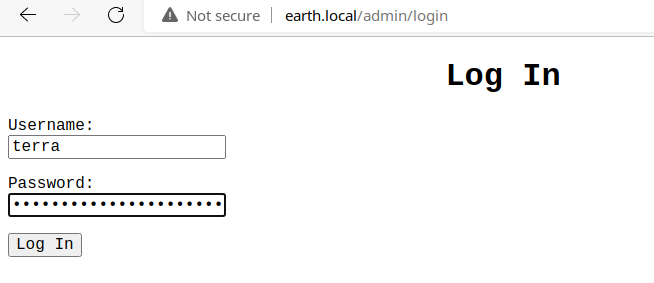 Not secure | earth.local/admin/login
Log In
Username:
terra
Password:
••••••••••••••••••••••
Log In